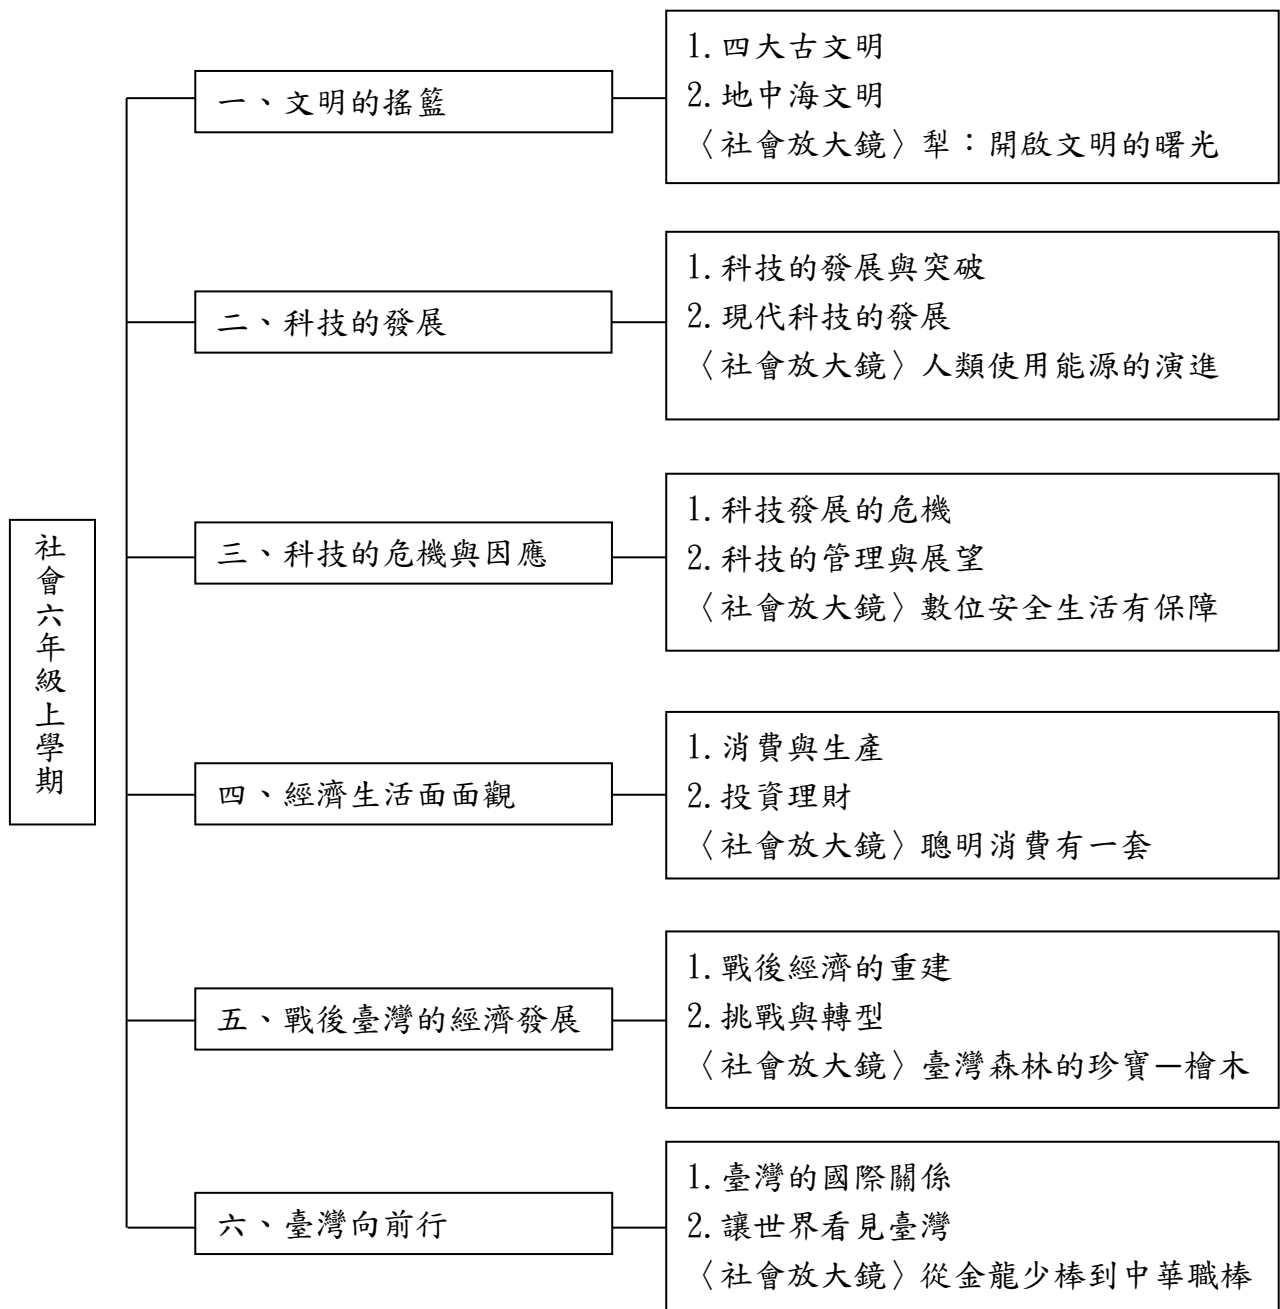 社會六年級上學期
一、文明的搖籃
1.四大古文明
2.地中海文明
〈社會放大鏡〉犁：開啟文明的曙光
二、科技的發展
1.科技的發展與突破
2.現代科技的發展
〈社會放大鏡〉人類使用能源的演進
三、科技的危機與因應
1.科技發展的危機
2.科技的管理與展望
〈社會放大鏡〉數位安全生活有保障
四、經濟生活面面觀
1.消費與生產
2.投資理財
〈社會放大鏡〉聰明消費有一套
五、戰後臺灣的經濟發展
1.戰後經濟的重建
2.挑戰與轉型
〈社會放大鏡〉臺灣森林的珍寶—檜木
六、臺灣向前行
1.臺灣的國際關係
2.讓世界看見臺灣
〈社會放大鏡〉從金龍少棒到中華職棒